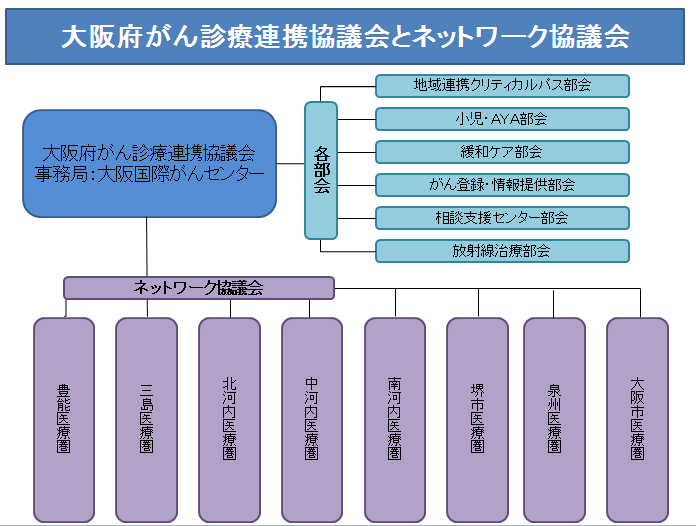 大阪府がん診療連携協議会とネットワーク協議会
大阪府がん診療連携協議会
事務局：大阪国際がんセンター
各部会
地域連携クリティカルパス部会
小児・AYA部会
緩和ケア部会
がん登録・情報提供部会
相談支援センター部会
放射線治療部会
ネットワーク協議会
豊能医療圏
三島医療圏
北河内医療圏
中河内医療圏
南河内医療圏
堺市医療圏
泉州医療圏
大阪市医療圏